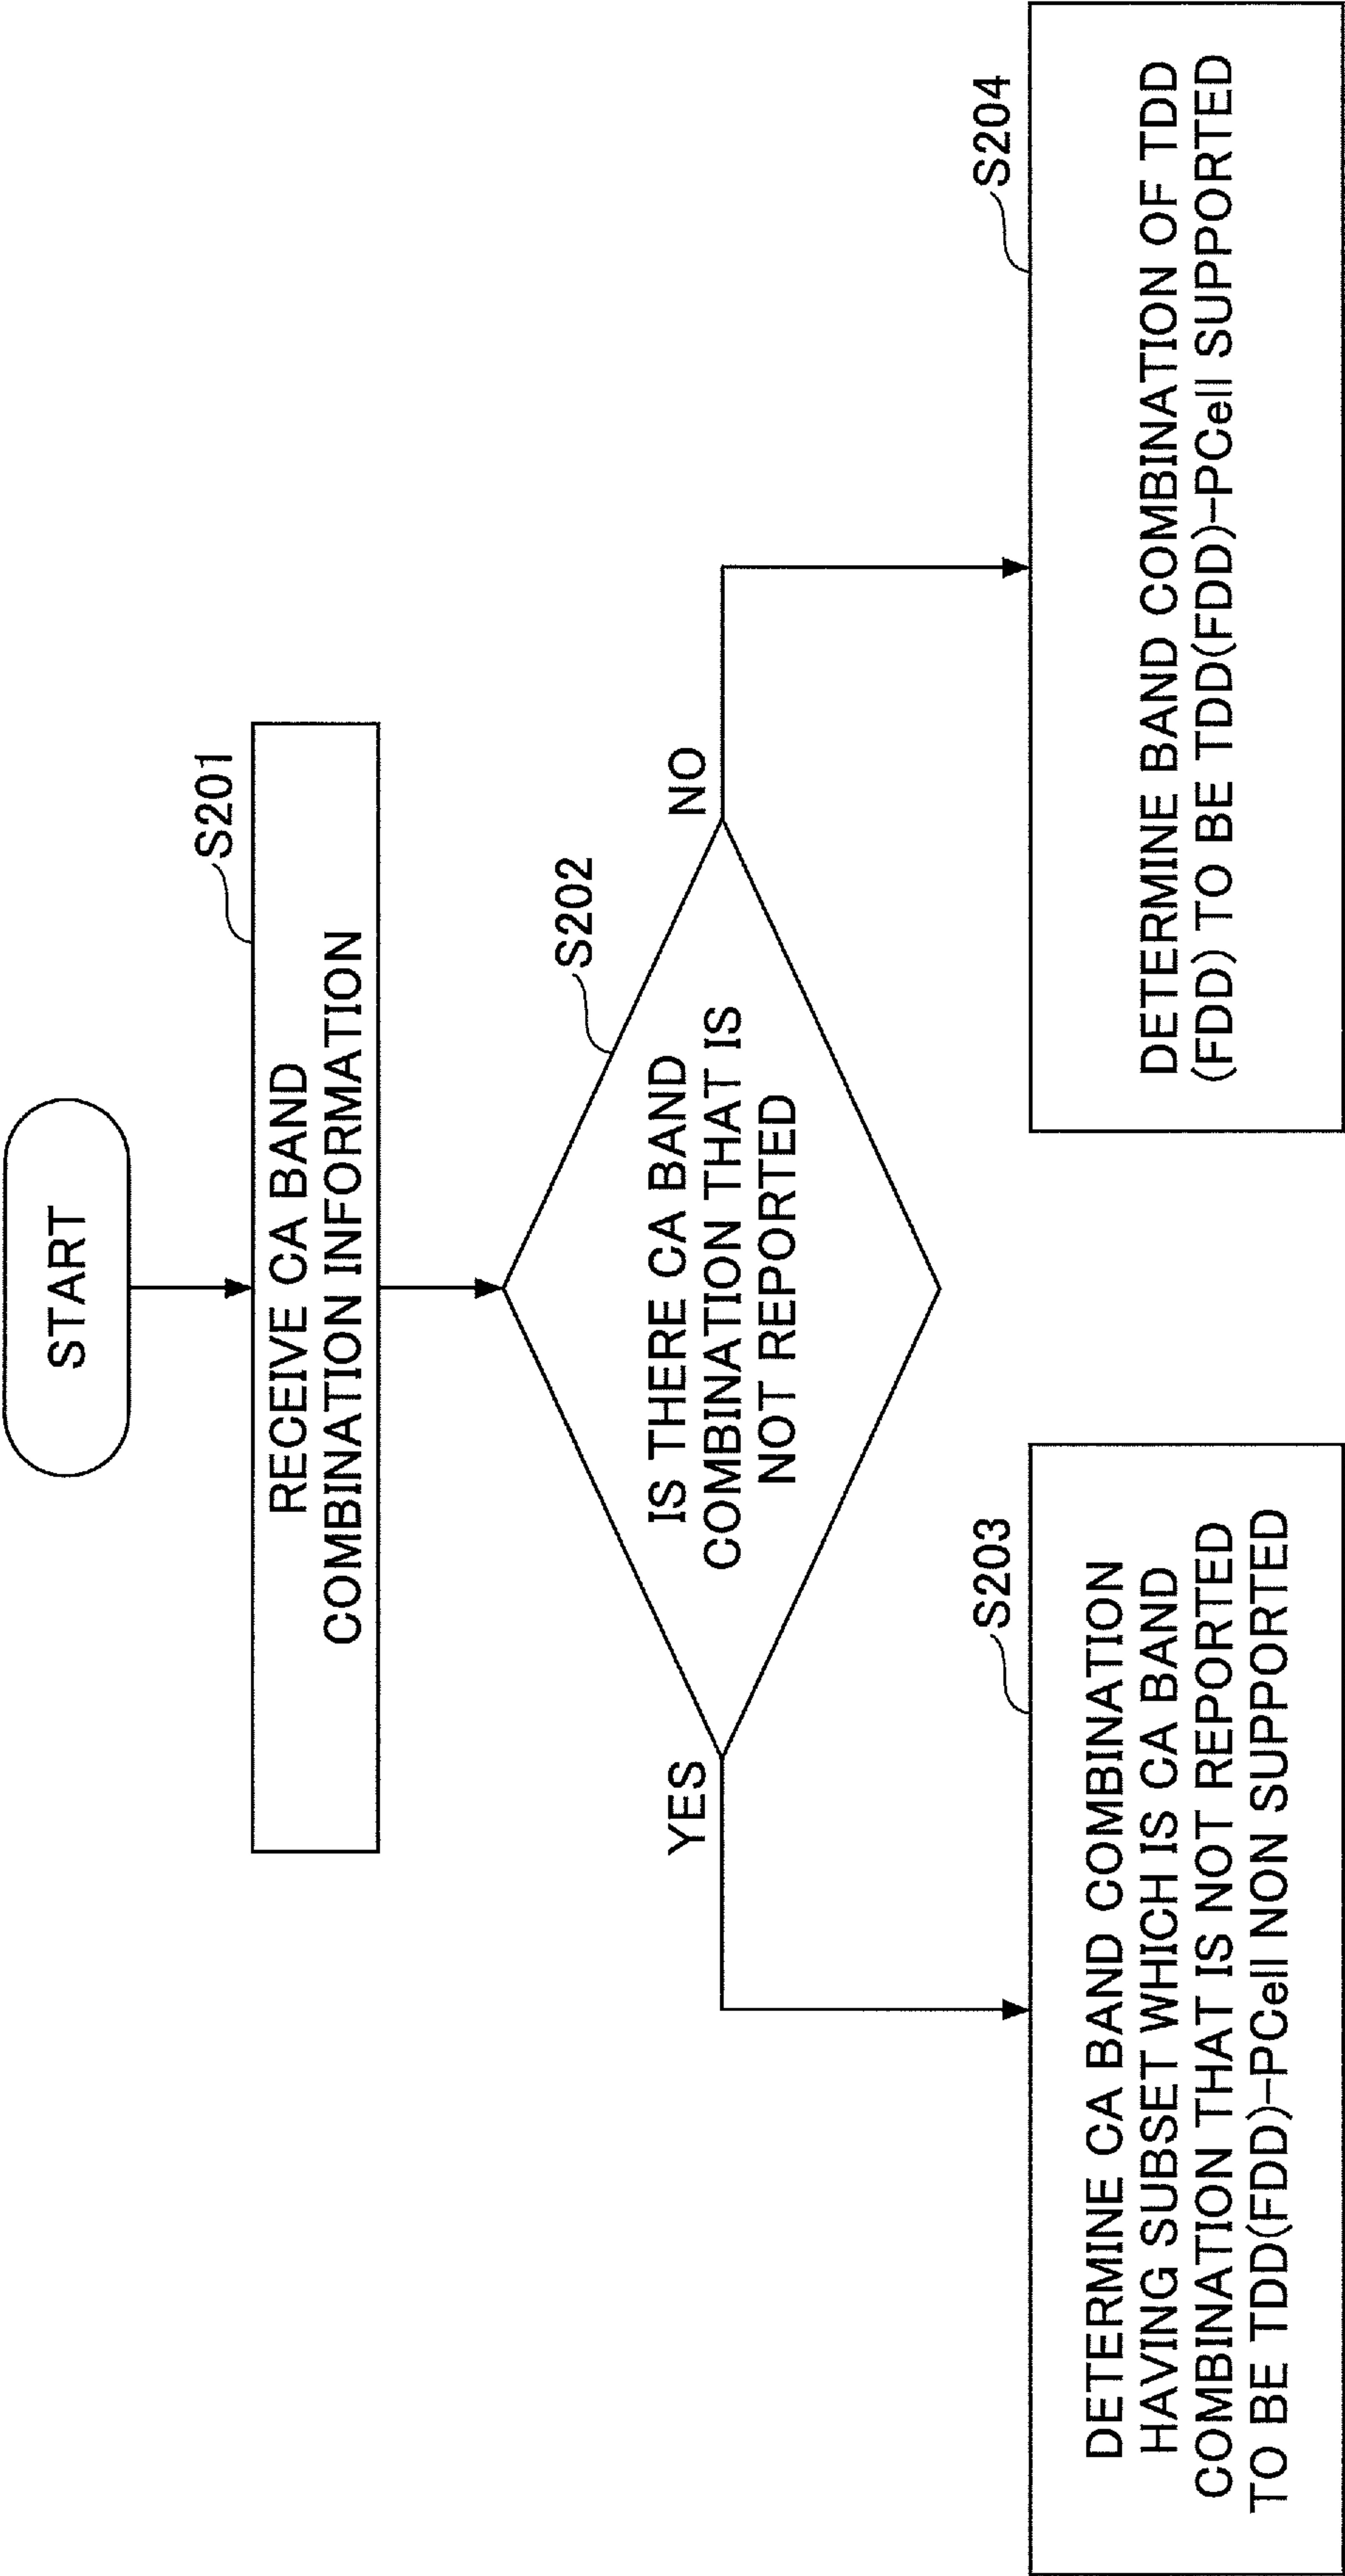 START
S201
RECEIVE CA BAND
COMBINATION INFORMATION
S202
IS THERE CA BAND
COMBINATION THAT IS
NOT REPORTED
YES
NO
S203
DETERMINE CA BAND COMBINATION
HAVING SUBSET WHICH IS CA BAND
COMBINATION THAT IS NOT REPORTED
TO BE TDD(FDD)-PCell NON SUPPORTED
S204
DETERMINE BAND COMBINATION OF TDD
(FDD) TO BE TDD(FDD)-PCell SUPPORTED